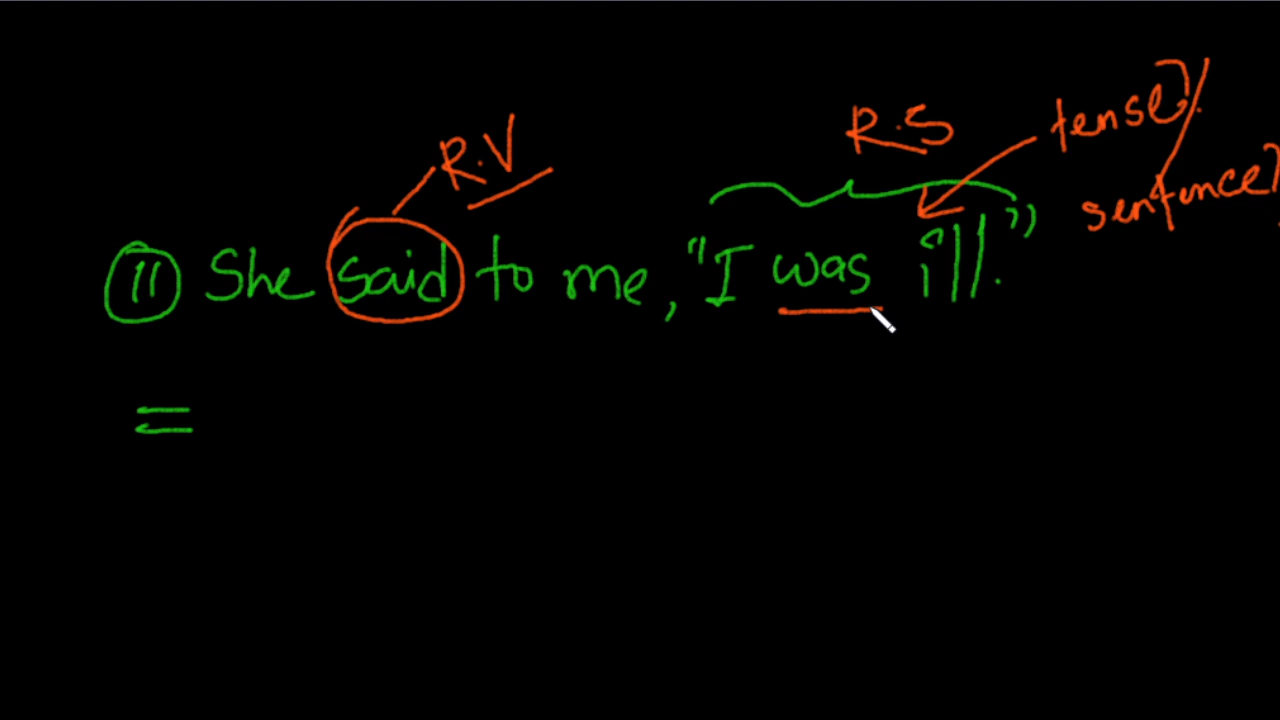 R.S tense?/
R.V sentence?
11 She said to me, "I was ill."
=